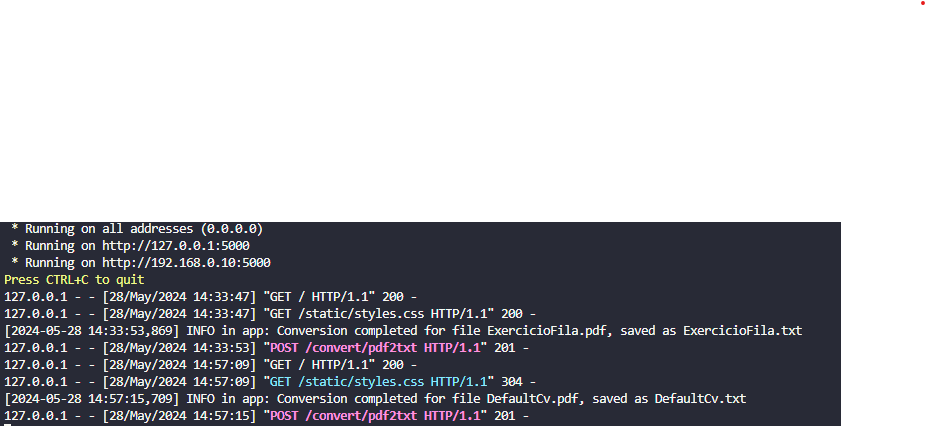 * Running on all addresses (0.0.0.0)
* Running on http://127.0.0.1:5000
* Running on http://192.168.0.10:5000
Press CTRL+C to quit
127.0.0.1 - - [28/May/2024 14:33:47] "GET / HTTP/1.1" 200 -
127.0.0.1 - - [28/May/2024 14:33:47] "GET /static/styles.css HTTP/1.1" 200 -
[2024-05-28 14:33:53,869] INFO in app: Conversion completed for file ExercicioFila.pdf, saved as ExercicioFila.txt
127.0.0.1 - - [28/May/2024 14:33:53] "POST /convert/pdf2txt HTTP/1.1" 201 -
127.0.0.1 - - [28/May/2024 14:57:09] "GET / HTTP/1.1" 200 -
127.0.0.1 - - [28/May/2024 14:57:09] "GET /static/styles.css HTTP/1.1" 304 -
[2024-05-28 14:57:15,709] INFO in app: Conversion completed for file DefaultCv.pdf, saved as DefaultCv.txt
127.0.0.1 - - [28/May/2024 14:57:15] "POST /convert/pdf2txt HTTP/1.1" 201 -